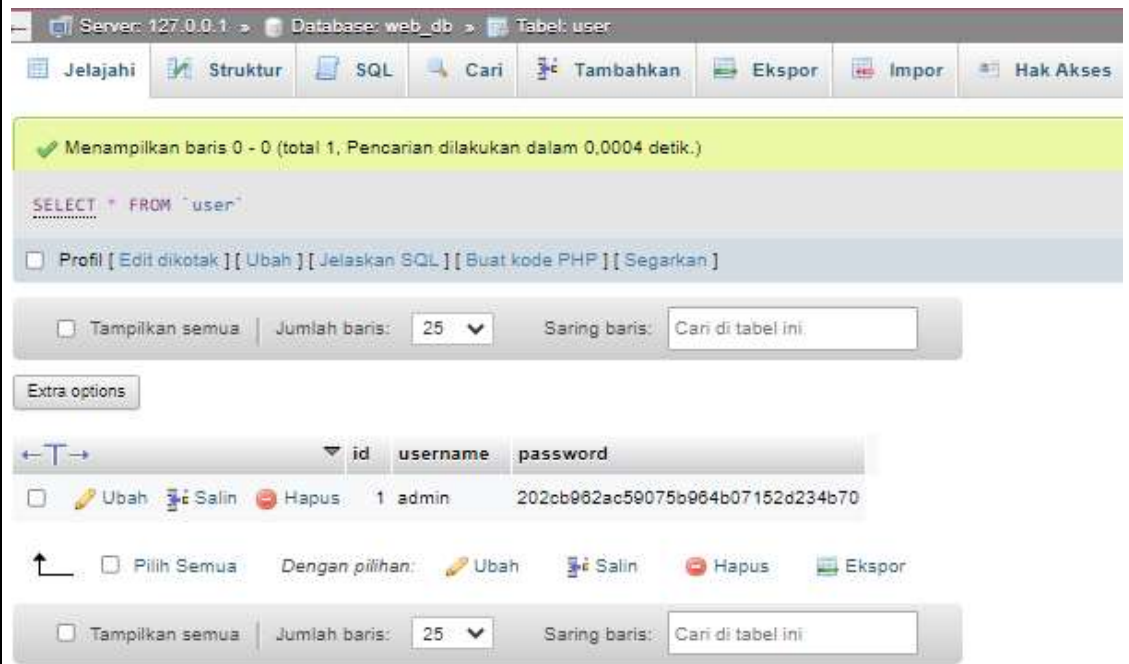 Server: 127.0.0.1 » Database: web_db » Tabel: user
Jelajahi Struktur SQL Cari Tambahkan Ekspor Impor Hak Akses
Menampilkan baris 0 - 0 (total 1, Pencarian dilakukan dalam 0,0004 detik.)
SELECT * FROM `user`
Profil [ Edit dikotak ] [ Ubah ] [ Jelaskan SQL ] [ Buat kode PHP ] [ Segarkan ]
Tampilkan semua | Jumlah baris: 25 Saring baris: Cari di tabel ini
Extra options
←T→ id username password
Ubah Salin Hapus 1 admin 202cb962ac59075b964b07152d234b70
Pilih Semua Dengan pilihan: Ubah Salin Hapus Ekspor
Tampilkan semua | Jumlah baris: 25 Saring baris: Cari di tabel ini